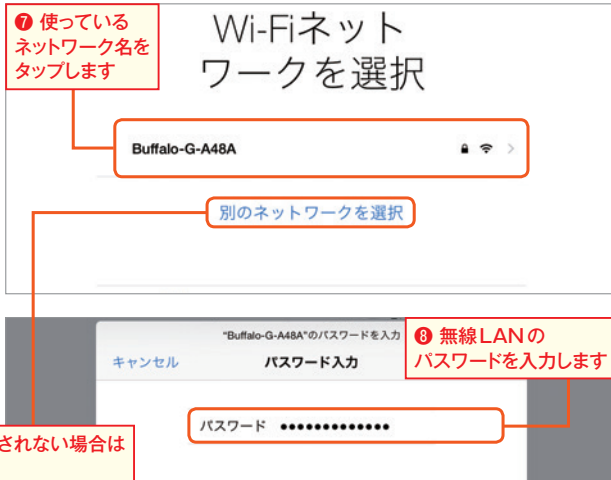 ❼ 使っている
ネットワーク名を
タップします
Wi-Fiネット
ワークを選択
Buffalo-G-A48A
別のネットワークを選択
"Buffalo-G-A48A"のパスワードを入力
キャンセル
パスワード入力
❽ 無線LANの
パスワードを入力します
パスワード ●●●●●●●●●●●●●
されない場合は